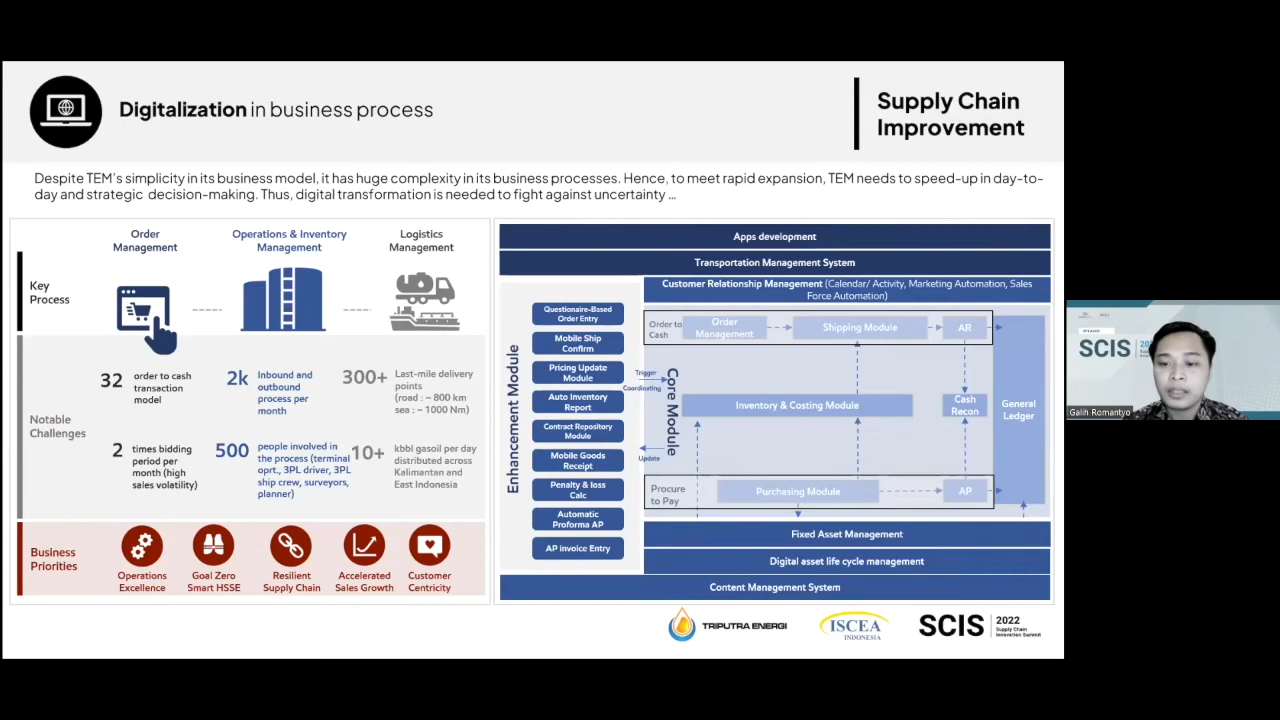 Digitalization in business process
Supply Chain
Improvement
Despite TEM's simplicity in its business model, it has huge complexity in its business processes. Hence, to meet rapid expansion, TEM needs to speed-up in day-to-
day and strategic decision-making. Thus, digital transformation is needed to fight against uncertainty ...
Order
Management
Operations & Inventory
Management
Logistics
Management
Key
Process
Notable
Challenges
32
order to cash
transaction
model
2k
Inbound and
outbound
process per
month
300+
Last-mile delivery
points
(road : ~ 800 km
sea : ~ 1000 Nm)
2
times bidding
period per
month (high
sales volatility)
500
people involved in
the process (terminal
oprt., 3PL driver, 3PL
ship crew, surveyors,
planner)
10+
kbbl gasoil per day
distributed across
Kalimantan and
East Indonesia
Business
Priorities
Operations
Excellence
Goal Zero
Smart HSSE
Resilient
Supply Chain
Accelerated
Sales Growth
Customer
Centricity
Apps development
Transportation Management System
Customer Relationship Management (Calendar/ Activity, Marketing Automation, Sales
Force Automation)
Enhancement Module
Questionaire-Based
Order Entry
Mobile Ship
Confirm
Pricing Update
Module
Auto Inventory
Report
Contract Repository
Module
Mobile Goods
Receipt
Penalty & loss
Calc
Automatic
Proforma AP
AP invoice Entry
Trigger
Coordinating
Update
Core Module
Order to
Cash
Order
Management
Shipping Module
AR
Inventory & Costing Module
Cash
Recon
General
Ledger
Procure
to Pay
Purchasing Module
AP
Fixed Asset Management
Digital asset life cycle management
Content Management System
TRIPUTRA ENERGI
ISCEA
INDONESIA
SCIS
2022
Supply Chain
Innovation Summit
SPEAKER
SCIS
Galih Romantyo